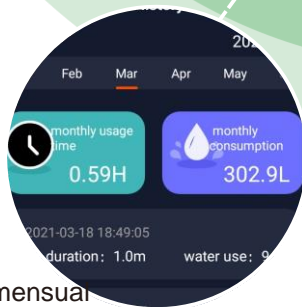 Feb Mar Apr May
monthly usage
monthly
consumption
0.59H
302.9L
2021-03-18 18:49:05
duration: 1.0m water use:
mensual